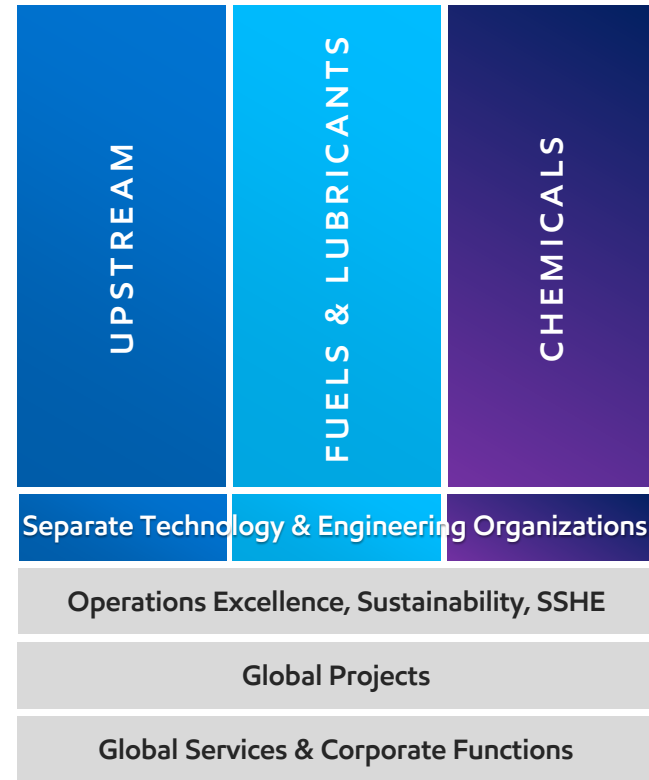 UPSTREAM
FUELS & LUBRICANTS
CHEMICALS
Separate Technology & Engineering Organizations
Operations Excellence, Sustainability, SSHE
Global Projects
Global Services & Corporate Functions